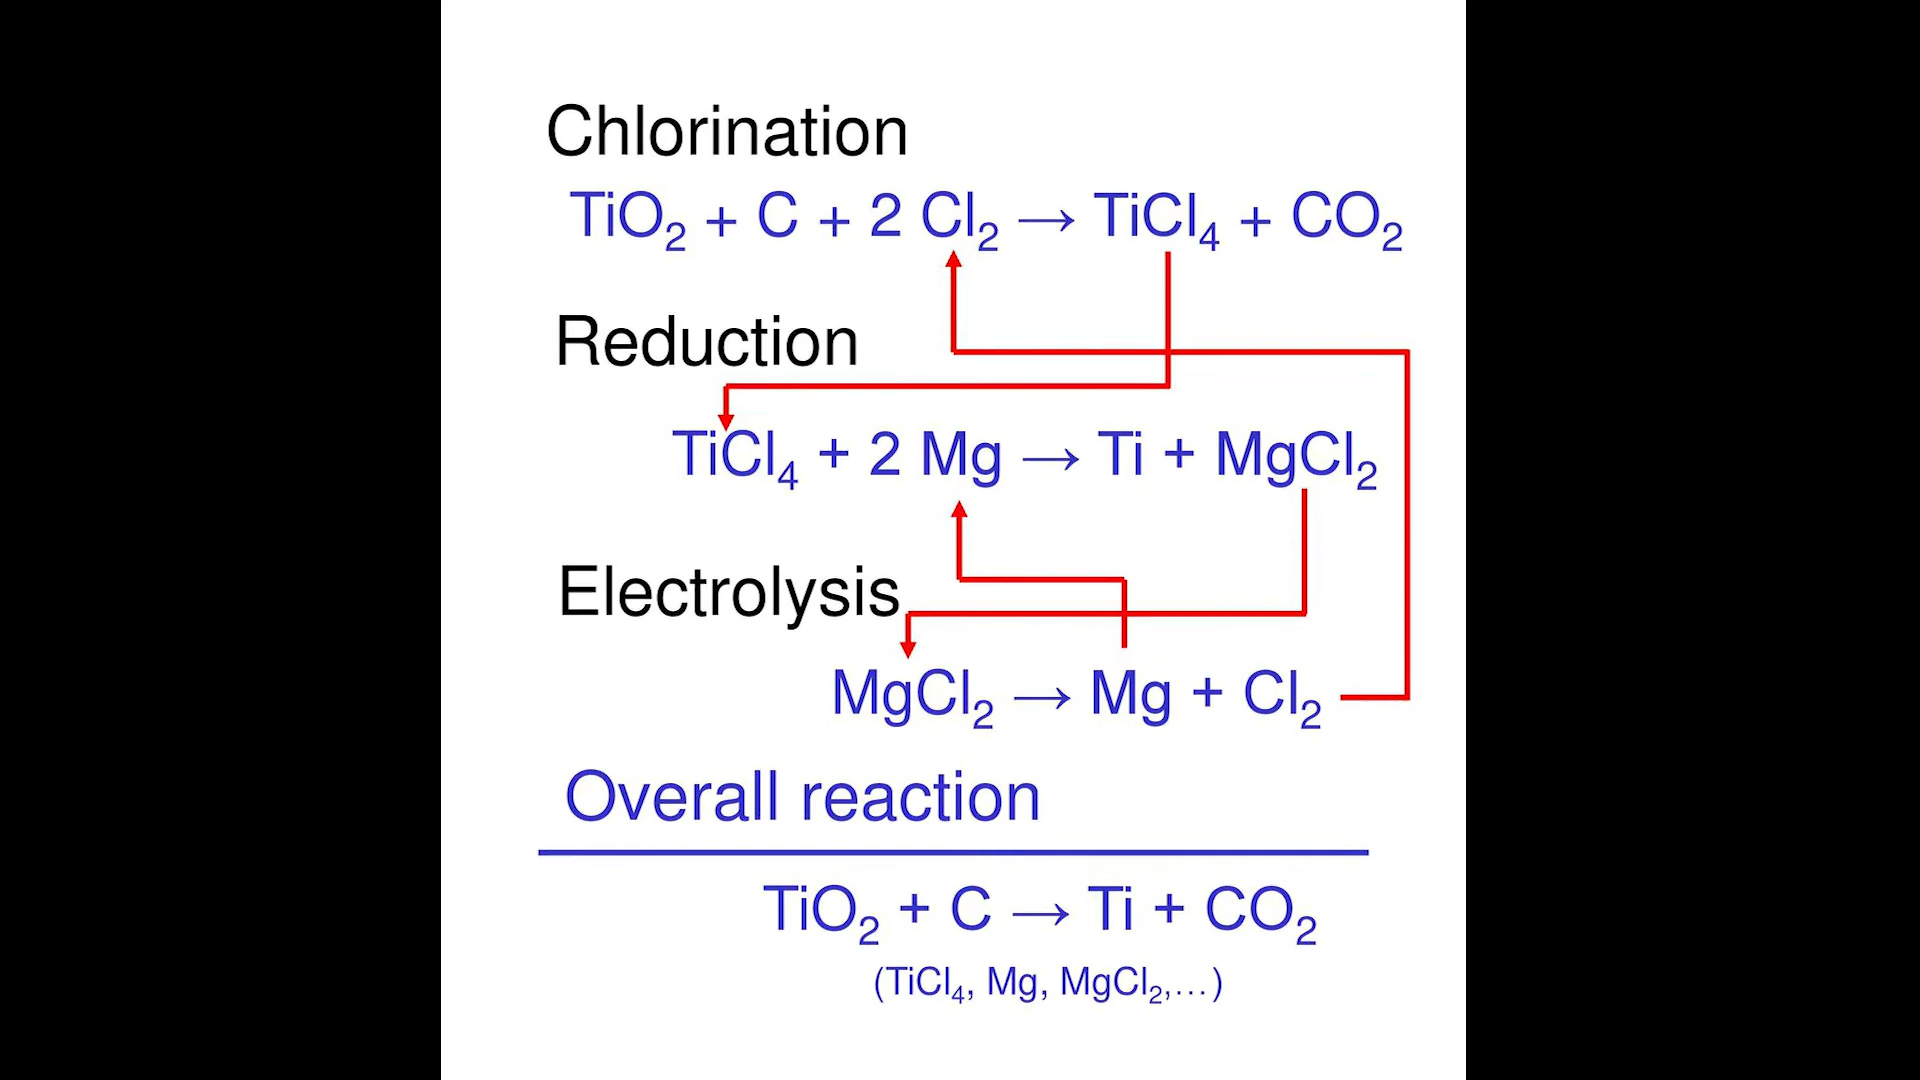 Chlorination
TiO₂ + C + 2 Cl₂ → TiCl₄ + CO₂
Reduction
TiCl₄ + 2 Mg → Ti + MgCl₂
Electrolysis
MgCl₂ → Mg + Cl₂
Overall reaction
TiO₂ + C → Ti + CO₂
(TiCl₄, Mg, MgCl₂,…)